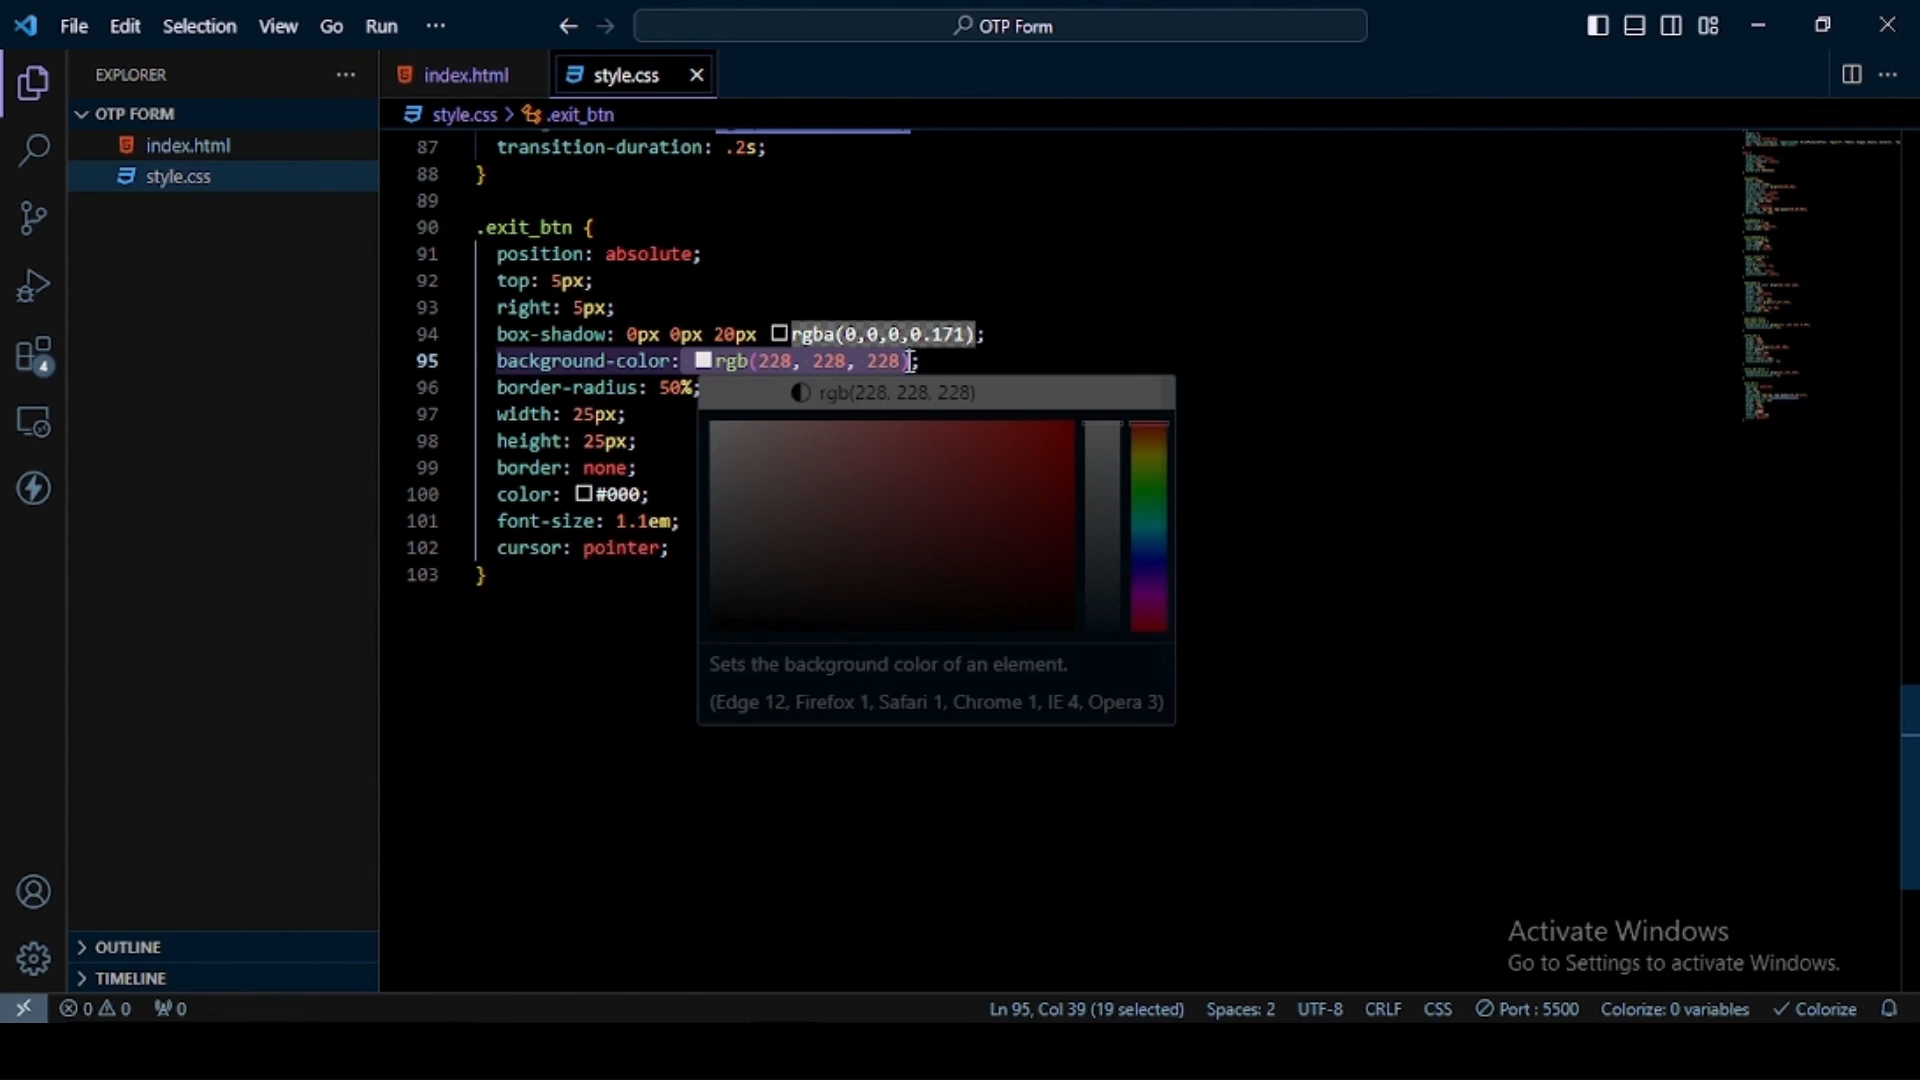 File Edit Selection View Go Run ··· OTP Form
EXPLORER ···
index.html style.css
OTP FORM
style.css > .exit_btn
index.html
style.css
87 transition-duration: .2s;
88 }
89
90 .exit_btn {
91 position: absolute;
92 top: 5px;
93 right: 5px;
94 box-shadow: 0px 0px 20px rgba(0,0,0,0.171);
95 background-color: rgb(228, 228, 228);
96 border-radius: 50%;
97 width: 25px;
98 height: 25px;
99 border: none;
100 color: #000;
101 font-size: 1.1em;
102 cursor: pointer;
103 }
rgb(228, 228, 228)
Sets the background color of an element.
(Edge 12, Firefox 1, Safari 1, Chrome 1, IE 4, Opera 3)
4
OUTLINE
TIMELINE
Activate Windows
Go to Settings to activate Windows.
0 0 0 Ln 95, Col 39 (19 selected) Spaces: 2 UTF-8 CRLF CSS Port : 5500 Colorize: 0 variables Colorize